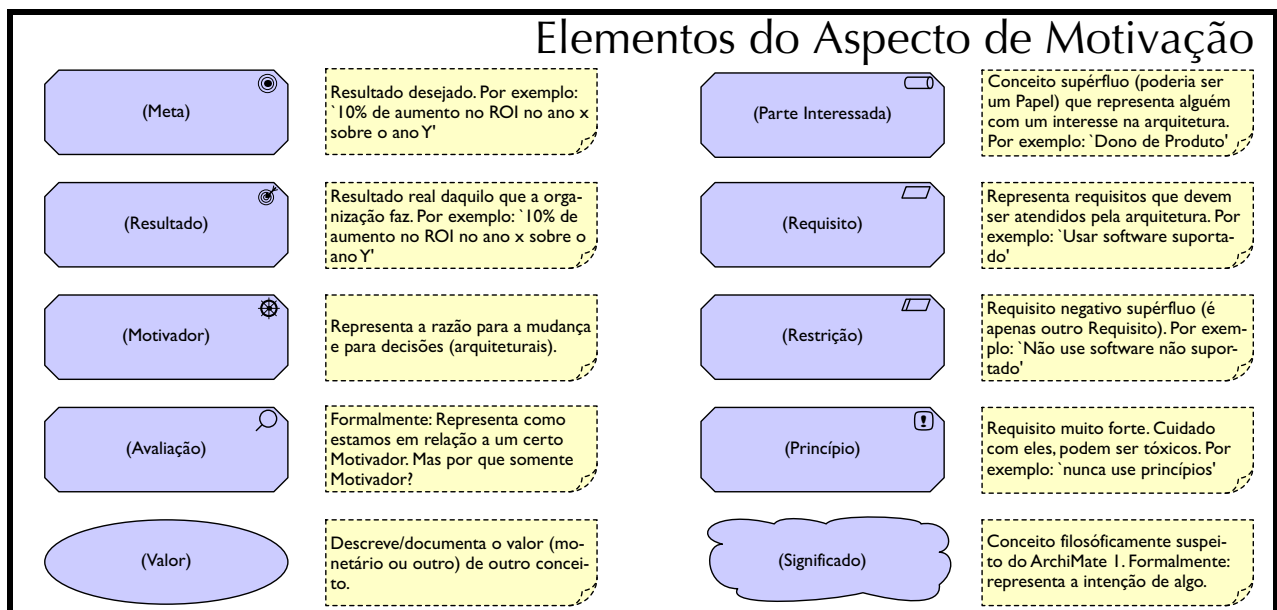 Elementos do Aspecto de Motivação
(Meta)
Resultado desejado. Por exemplo:
`10% de aumento no ROI no ano x
sobre o ano Y'
(Parte Interessada)
Conceito supérfluo (poderia ser
um Papel) que representa alguém
com um interesse na arquitetura.
Por exemplo: `Dono de Produto'
(Resultado)
Resultado real daquilo que a orga-
nização faz. Por exemplo: `10% de
aumento no ROI no ano x sobre o
ano Y'
(Requisito)
Representa requisitos que devem
ser atendidos pela arquitetura. Por
exemplo: `Usar software suporta-
do'
(Motivador)
Representa a razão para a mudança
e para decisões (arquiteturais).
(Restrição)
Requisito negativo supérfluo (é
apenas outro Requisito). Por exem-
plo: `Não use software não supor-
tado'
(Avaliação)
Formalmente: Representa como
estamos em relação a um certo
Motivador. Mas por que somente
Motivador?
(Princípio)
Requisito muito forte. Cuidado
com eles, podem ser tóxicos. Por
exemplo: `nunca use princípios'
(Valor)
Descreve/documenta o valor (mo-
netário ou outro) de outro concei-
to.
(Significado)
Conceito filosóficamente suspei-
to do ArchiMate 1. Formalmente:
representa a intenção de algo.